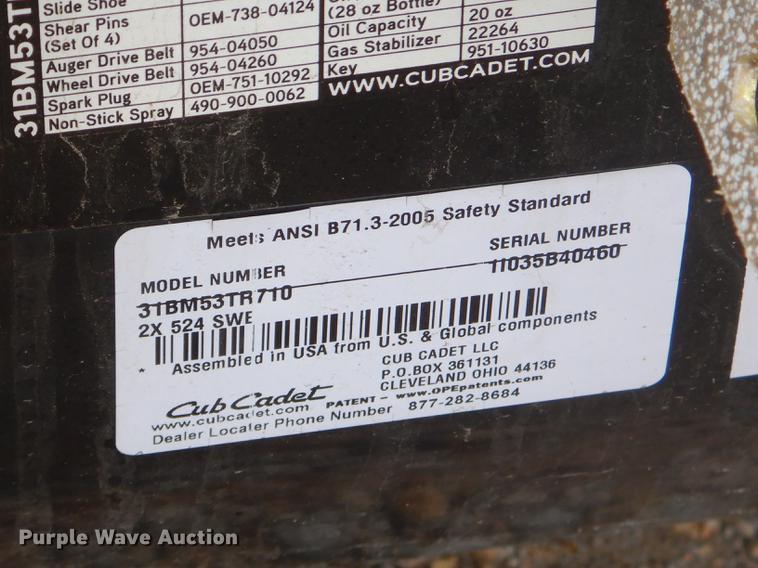 31BM53T
Slide Shoe
Shear Pins
(Set Of 4) OEM-738-04124
Auger Drive Belt 954-04050
Wheel Drive Belt 954-04260
Spark Plug OEM-751-10292
Non-Stick Spray 490-900-0062
(28 oz Bottle)
Oil Capacity 20 oz
Gas Stabilizer 22264
Key 951-10630
WWW.CUBCADET.COM
Meets ANSI B71.3-2005 Safety Standard
MODEL NUMBER SERIAL NUMBER
31BM53TR710 1I035B40460
2X 524 SWE
* Assembled in USA from U.S. & Global components
CUB CADET LLC
P.O.BOX 361131
CLEVELAND OHIO 44136
Cub Cadet PATENT - www.OPEpatents.com
www.cubcadet.com
Dealer Locater Phone Number 877-282-8684
Purple Wave Auction